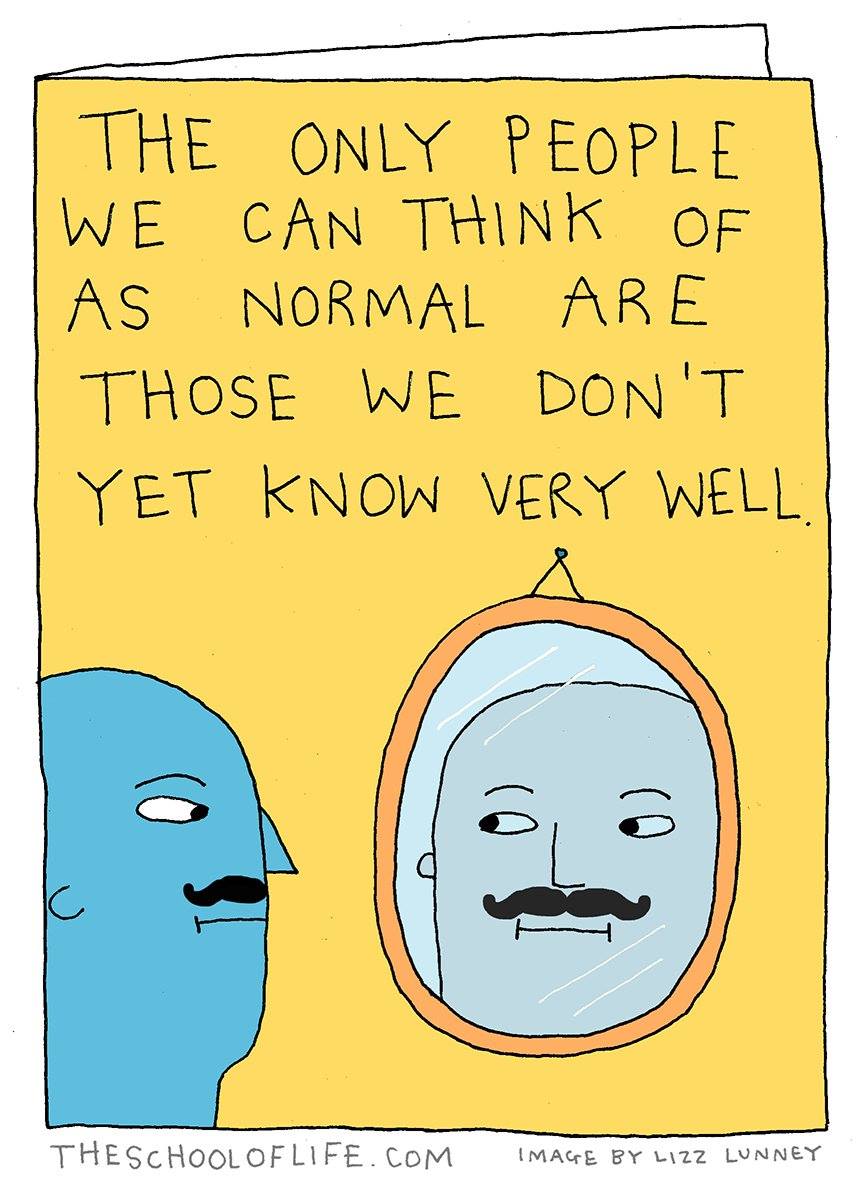 THE ONLY PEOPLE
WE CAN THINK OF
AS NORMAL ARE
THOSE WE DON'T
YET KNOW VERY WELL.
THESCHOOLOFLIFE.COM
IMAGE BY LIZZ LUNNEY